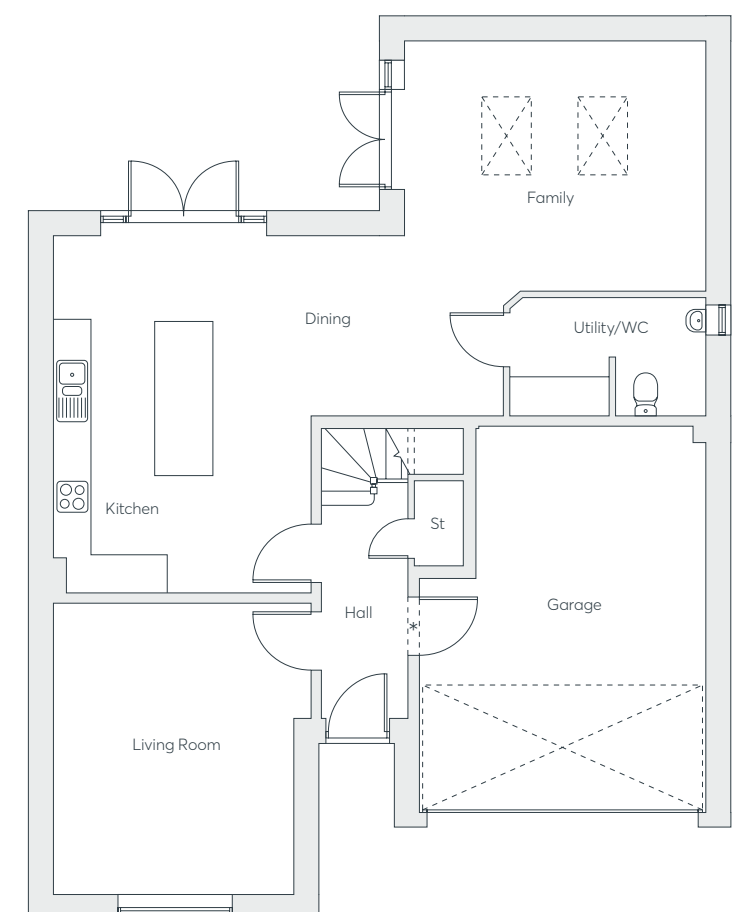 Family
Dining
Utility/WC
Kitchen
St
Garage
Hall
*
Living Room